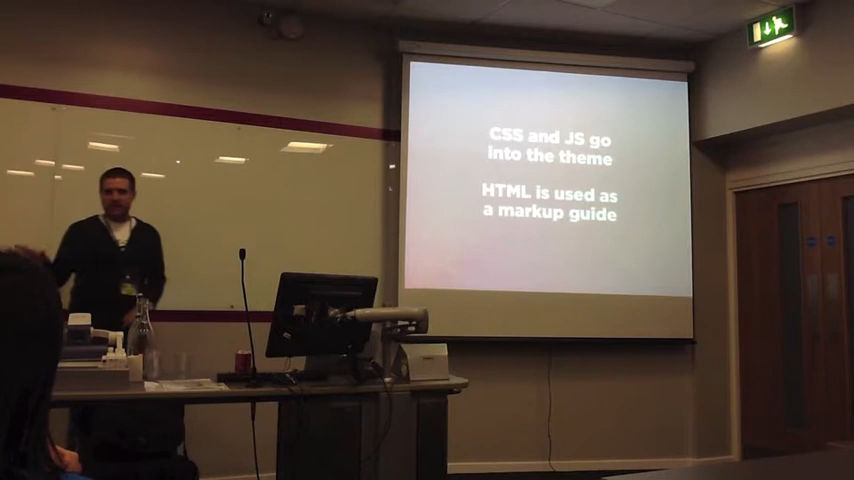 CSS and JS go
into the theme
HTML is used as
a markup guide